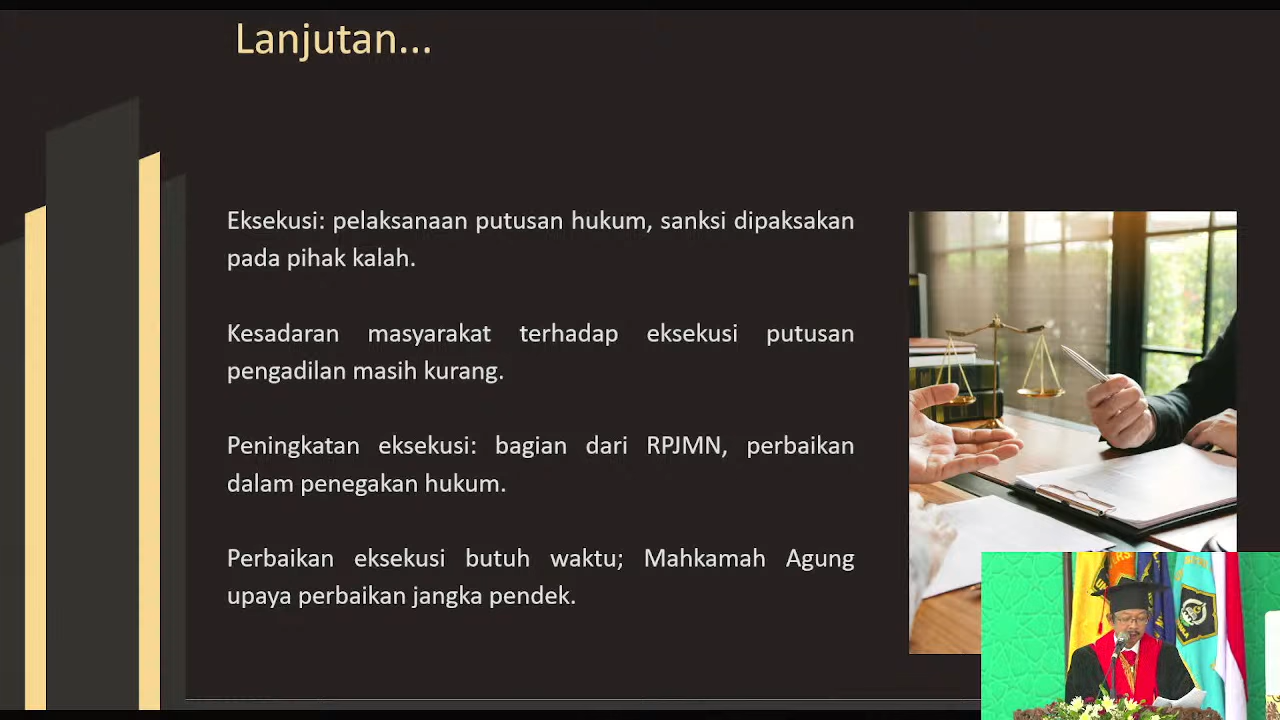 Lanjutan...
Eksekusi: pelaksanaan putusan hukum, sanksi dipaksakan
pada pihak kalah.
Kesadaran masyarakat terhadap eksekusi putusan
pengadilan masih kurang.
Peningkatan eksekusi: bagian dari RPJMN, perbaikan
dalam penegakan hukum.
Perbaikan eksekusi butuh waktu; Mahkamah Agung
upaya perbaikan jangka pendek.